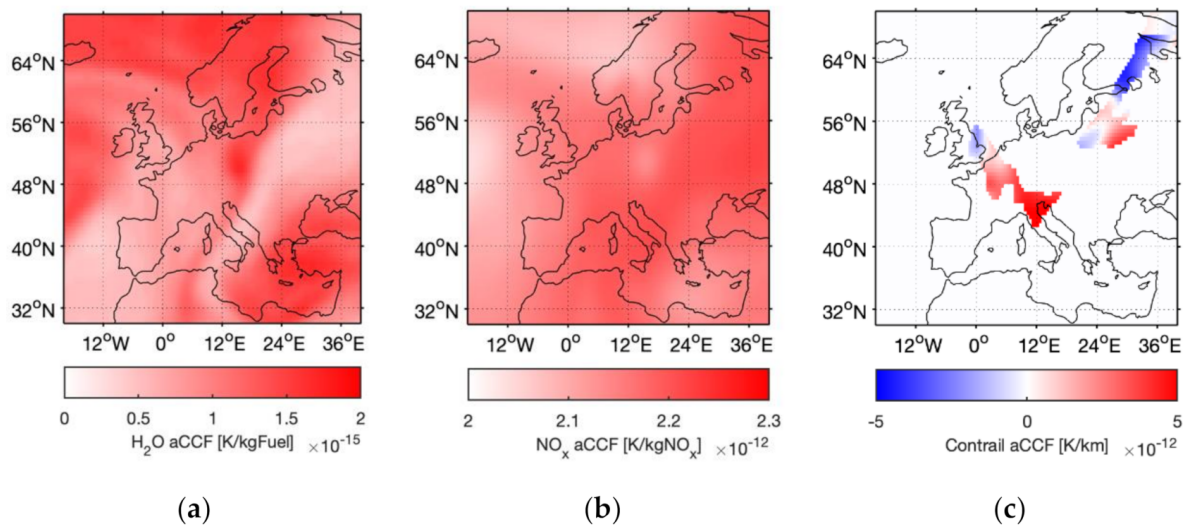 64°N 64°N 64°N
56°N 56°N 56°N
48°N 48°N 48°N
40°N 40°N 40°N
32°N 32°N 32°N
12°W 0° 12°E 24°E 36°E 12°W 0° 12°E 24°E 36°E 12°W 0° 12°E 24°E 36°E
0 0.5 1 1.5 2 2 2.1 2.2 2.3 -5 0 5
H₂O aCCF [K/kgFuel] ×10⁻¹⁵ NOₓ aCCF [K/kgNOₓ] ×10⁻¹² Contrail aCCF [K/km] ×10⁻¹²
(a) (b) (c)